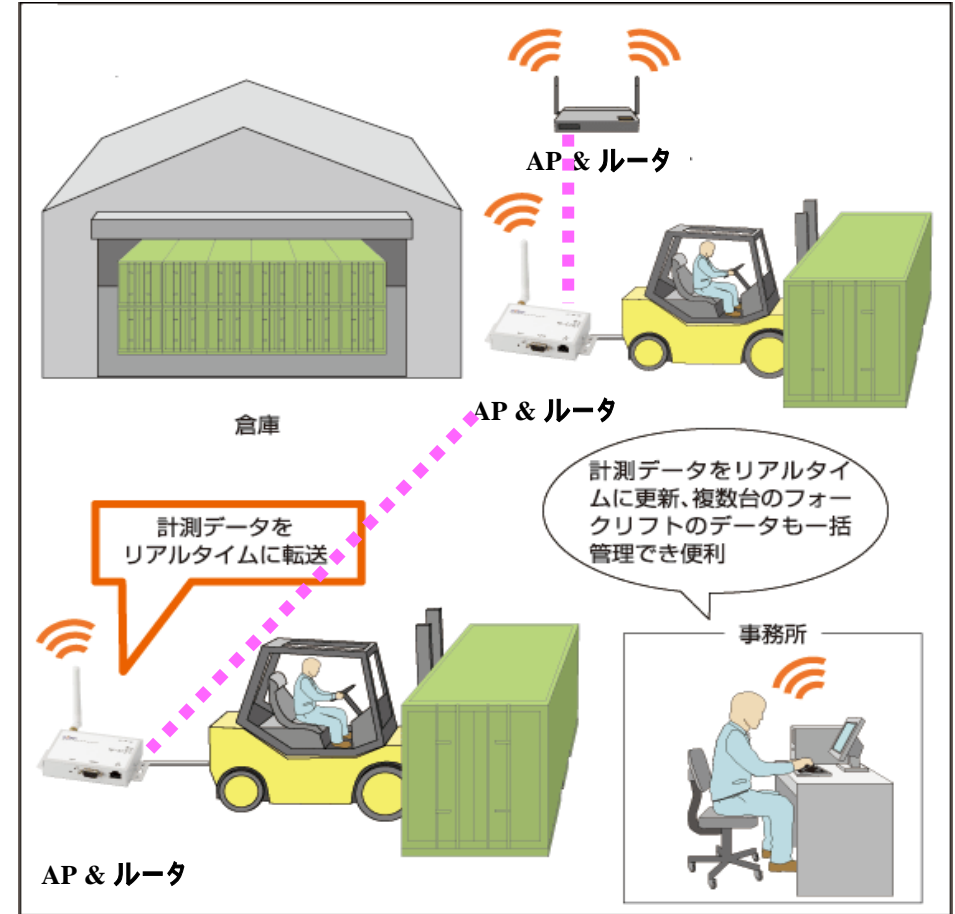 AP & ルータ
AP & ルータ
倉庫
計測データを
リアルタイムに転送
計測データをリアルタイ
ムに更新、複数台のフォー
クリフトのデータも一括
管理でき便利
事務所
AP & ルータ